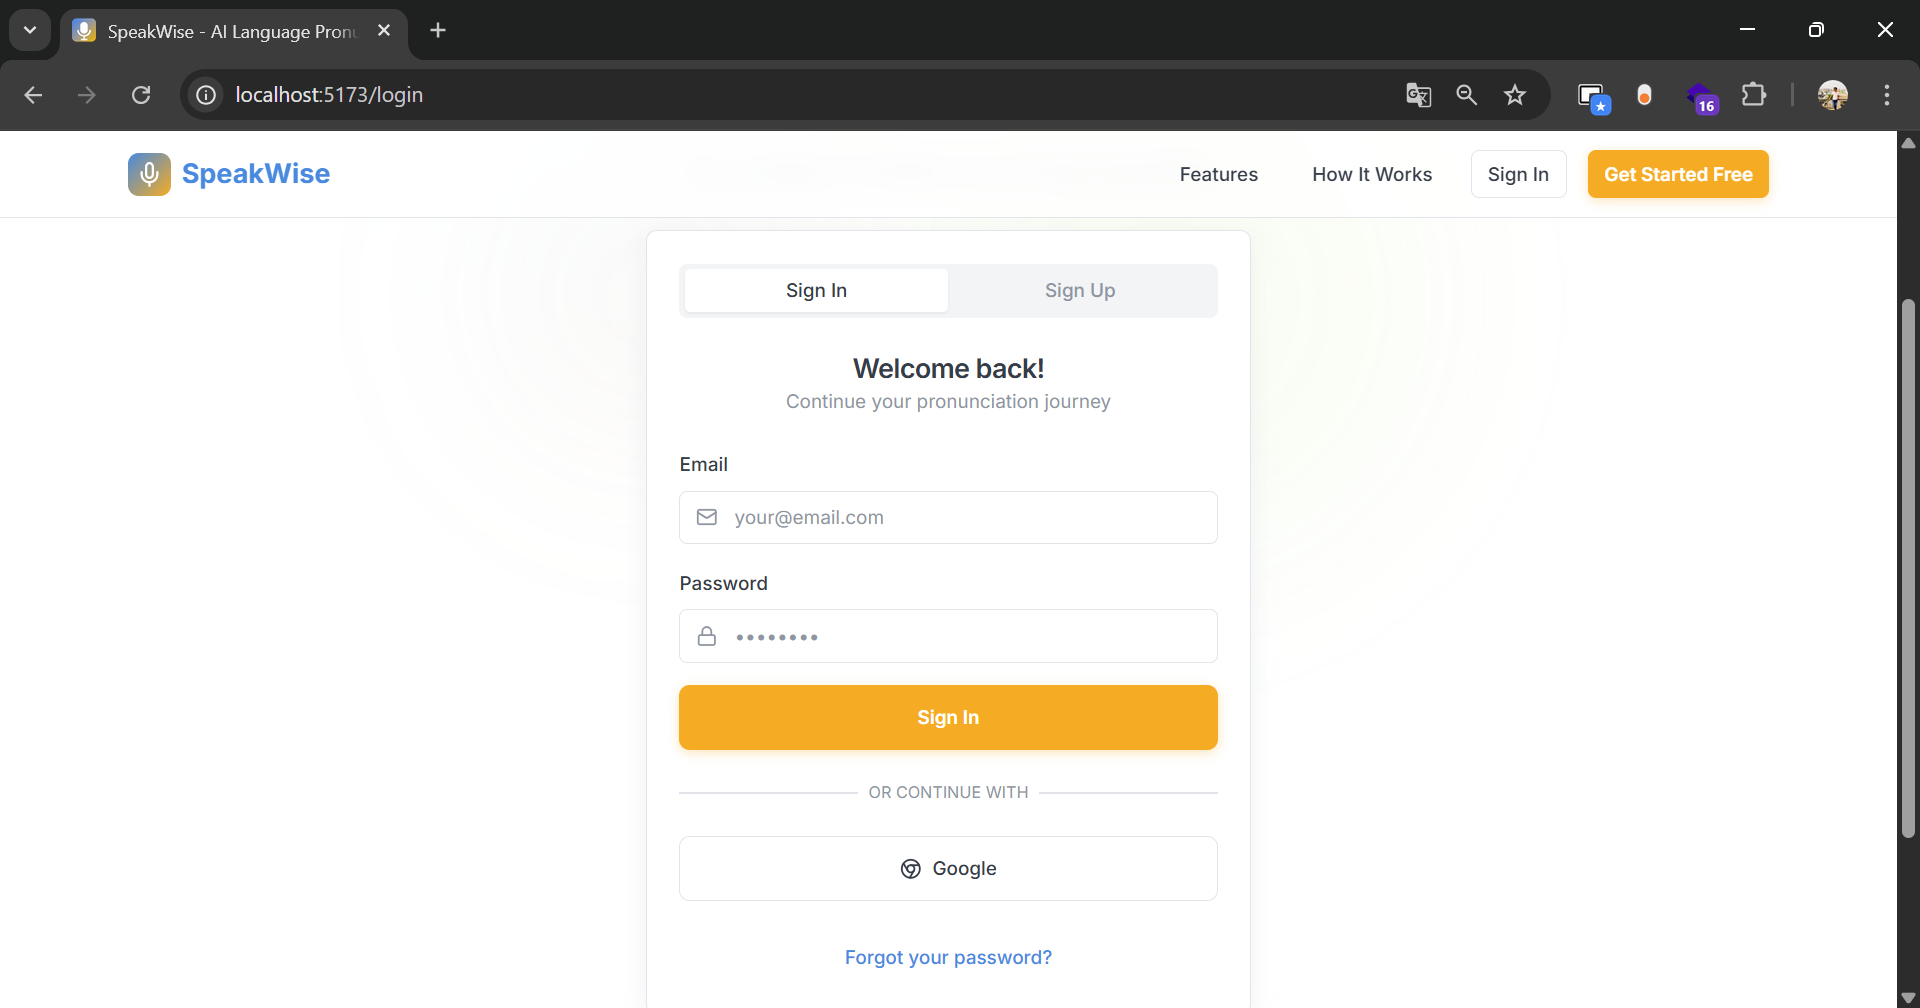 SpeakWise - AI Language Pron
localhost:5173/login
16
SpeakWise
Features
How It Works
Sign In
Get Started Free
Sign In
Sign Up
Welcome back!
Continue your pronunciation journey
Email
your@email.com
Password
••••••••
Sign In
OR CONTINUE WITH
Google
Forgot your password?